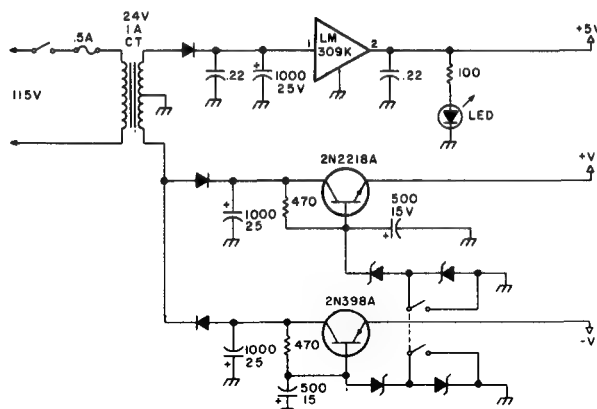 24V
1A
CT
.5A
115V
.22
+
1000
25V
1
LM
309K
2
.22
100
LED
+5V
2N2218A
+V
+
1000
25
470
500
15V
+
2N398A
-V
1000
25
+
470
500
15
+